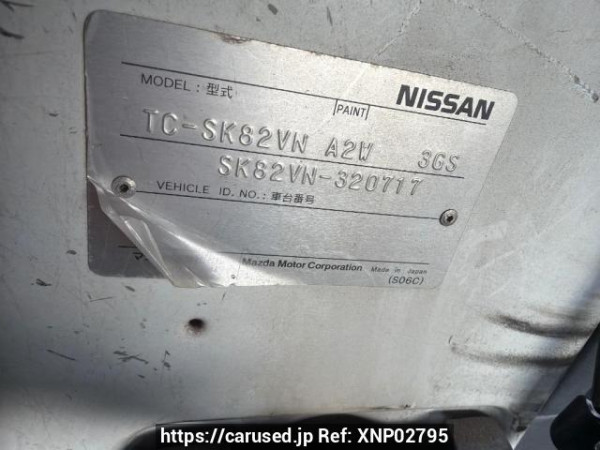 MODEL : 型式
PAINT
NISSAN
TC-SK82VN A2W 3GS
SK82VN-320717
VEHICLE ID. NO. : 車台番号
マ
Mazda Motor Corporation Made in Japan
(S06C)
https://carused.jp Ref: XNP02795